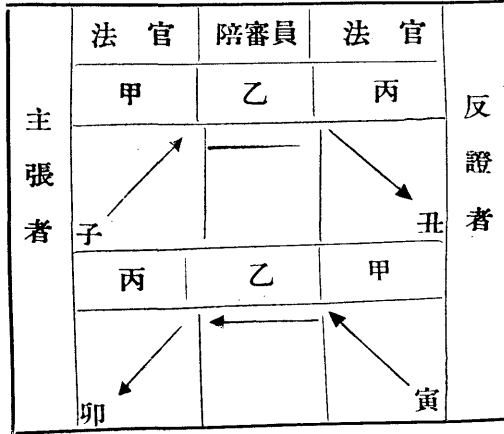 法官 陪審員 法官
甲 乙 丙
主張者
反證者
子 丑
丙 乙 甲
卯 寅